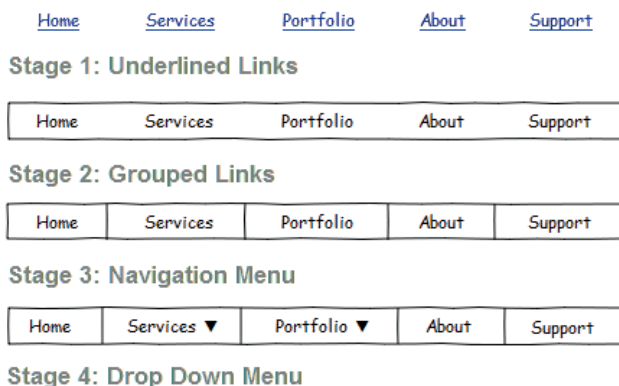 Home Services Portfolio About Support
Stage 1: Underlined Links
Home Services Portfolio About Support
Stage 2: Grouped Links
Home Services Portfolio About Support
Stage 3: Navigation Menu
Home Services ▼ Portfolio ▼ About Support
Stage 4: Drop Down Menu